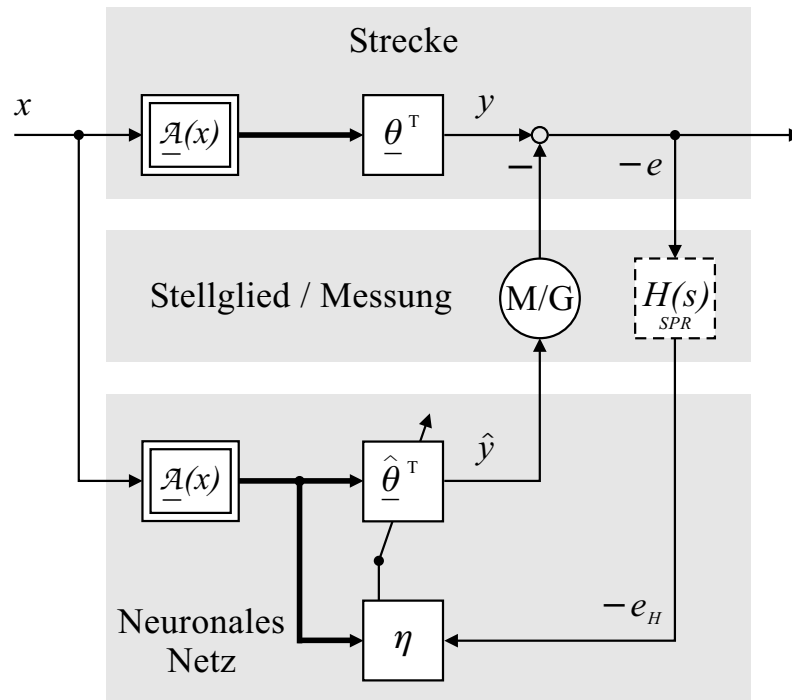 Strecke
x
𝒜(x)
θ T
y
−
− e
Stellglied / Messung
M/G
H(s)
SPR
𝒜(x)
θ̂ T
ŷ
Neuronales
Netz
η
− e_H